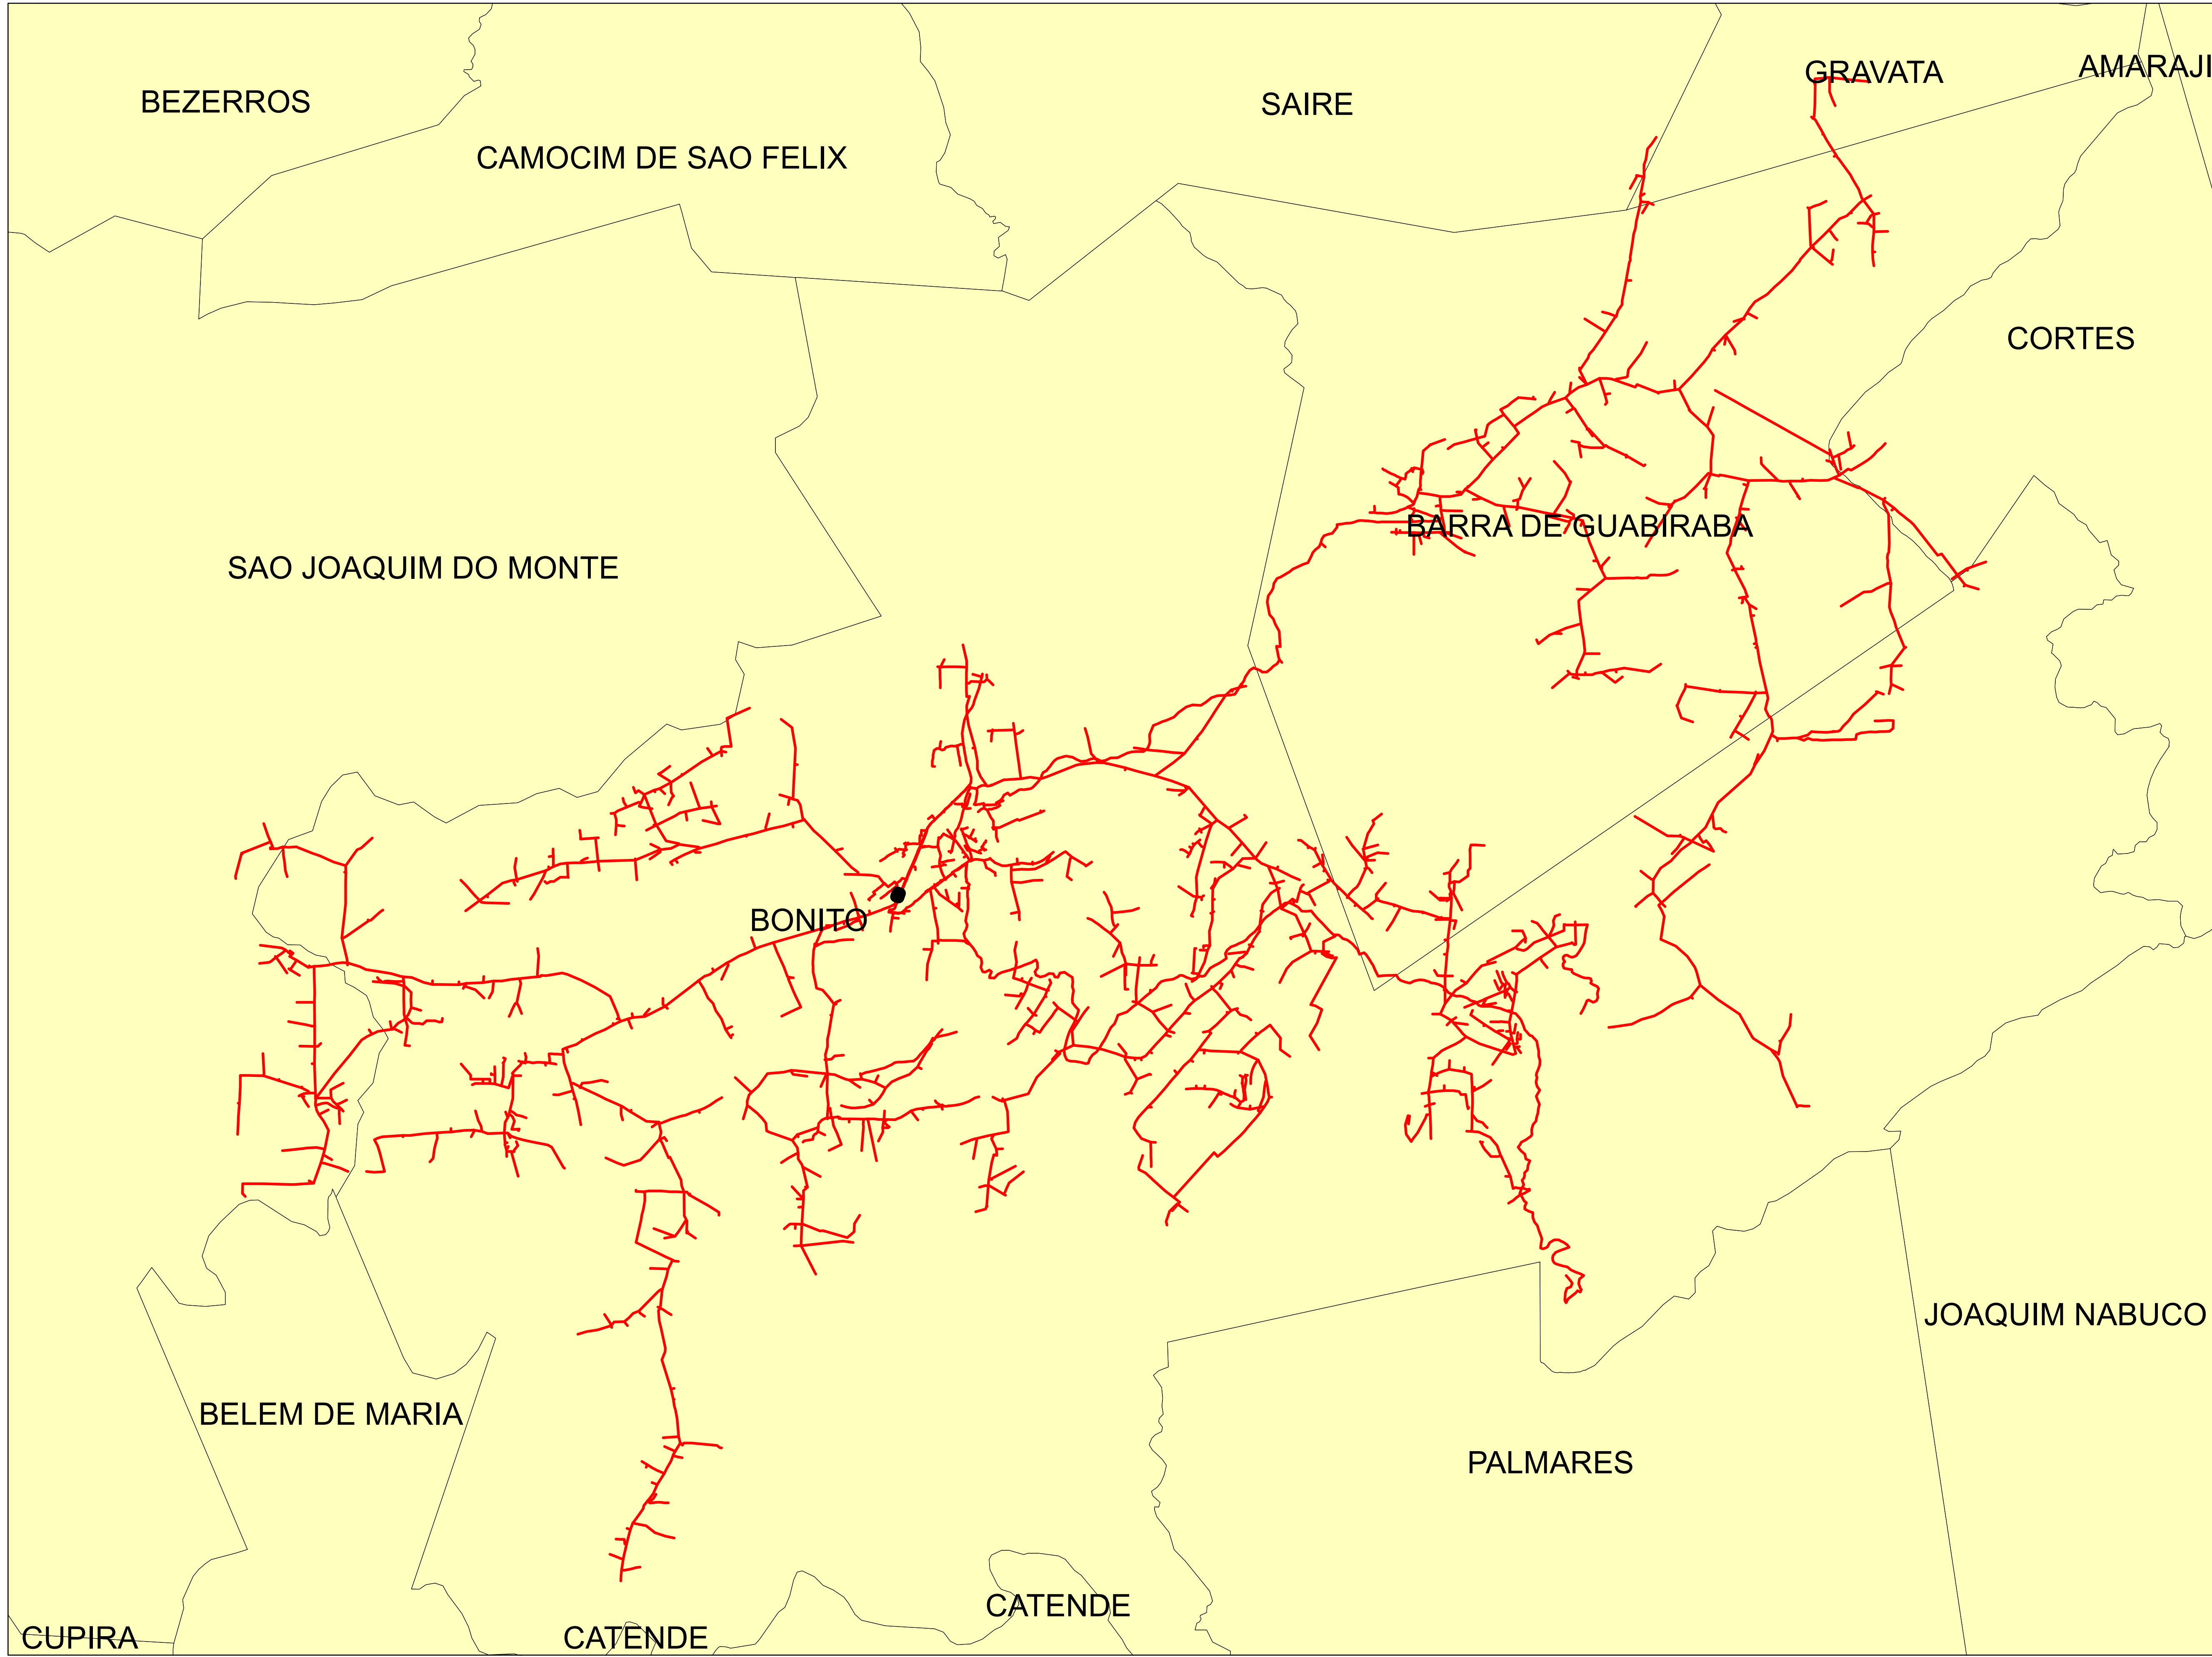 GRAVATA
AMARAJI
BEZERROS
SAIRE
CAMOCIM DE SAO FELIX
CORTES
BARRA DE GUABIRABA
SAO JOAQUIM DO MONTE
BONITO
JOAQUIM NABUCO
BELEM DE MARIA
PALMARES
CATENDE
CUPIRA
CATENDE